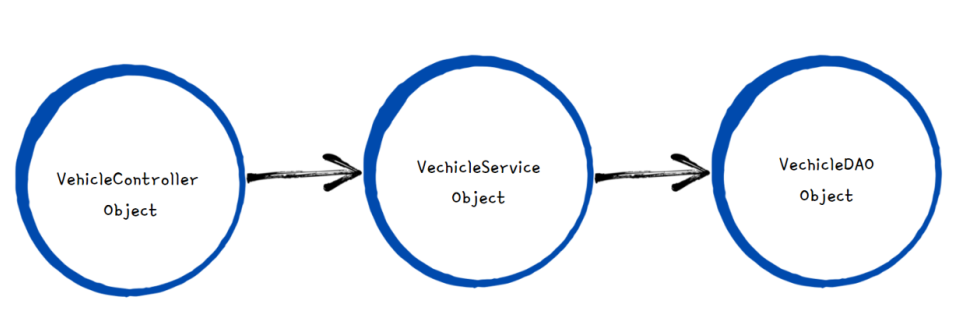 VehicleController
Object
VechicleService
Object
VechicleDAO
Object